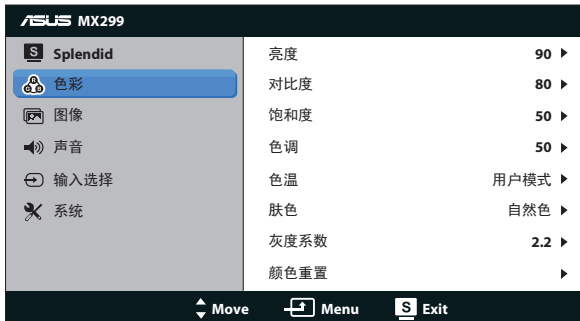 ASUS MX299
S Splendid
色彩
图像
声音
输入选择
系统
亮度 90
对比度 80
饱和度 50
色调 50
色温 用户模式
肤色 自然色
灰度系数 2.2
颜色重置
Move Menu S Exit